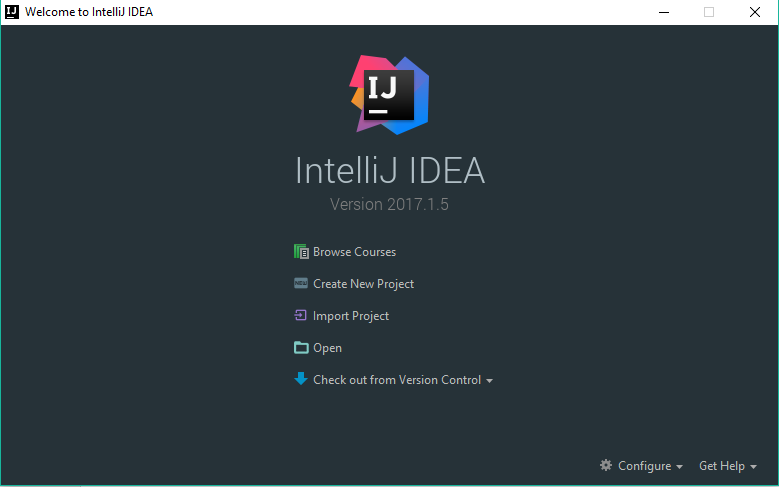 Welcome to IntelliJ IDEA
IJ
IntelliJ IDEA
Version 2017.1.5
Browse Courses
Create New Project
Import Project
Open
Check out from Version Control
Configure
Get Help